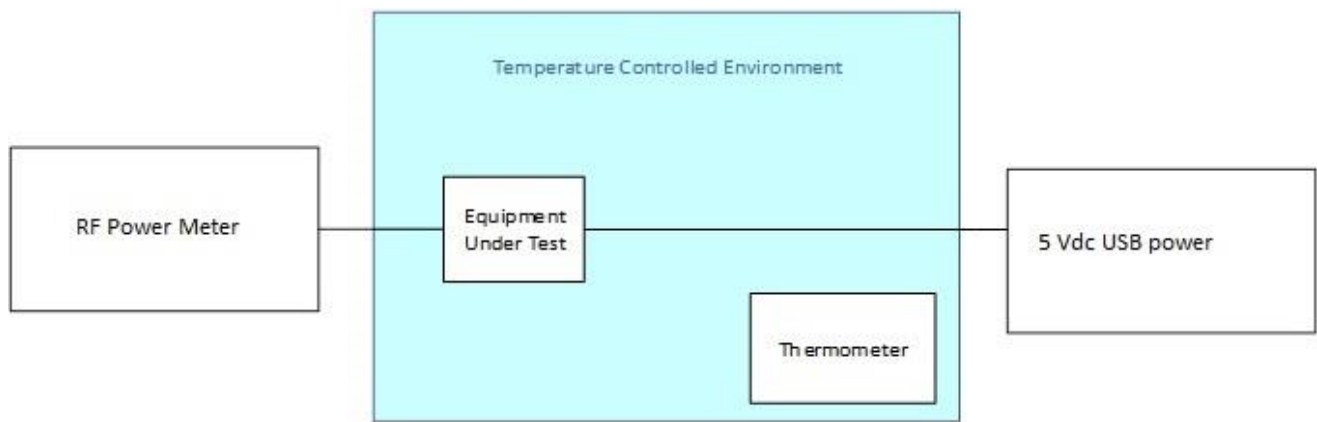 Temperature Controlled Environment
RF Power Meter
Equipment
Under Test
5 Vdc USB power
Thermometer